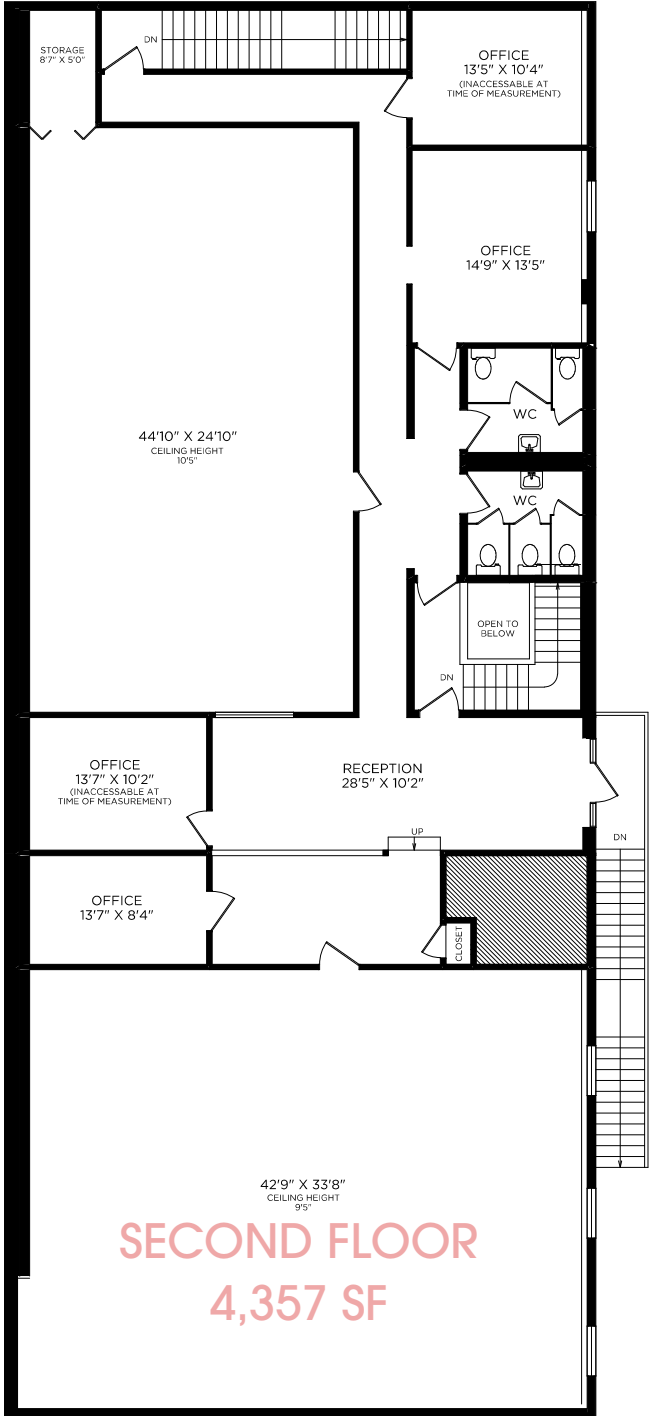 STORAGE
8'7" X 5'0"
DN
OFFICE
13'5" X 10'4"
(INACCESSABLE AT
TIME OF MEASUREMENT)
OFFICE
14'9" X 13'5"
WC
44'10" X 24'10"
CEILING HEIGHT
10'5"
WC
OPEN TO
BELOW
DN
OFFICE
13'7" X 10'2"
(INACCESSABLE AT
TIME OF MEASUREMENT)
RECEPTION
28'5" X 10'2"
UP
DN
OFFICE
13'7" X 8'4"
CLOSET
42'9" X 33'8"
CEILING HEIGHT
9'5"
SECOND FLOOR
4,357 SF